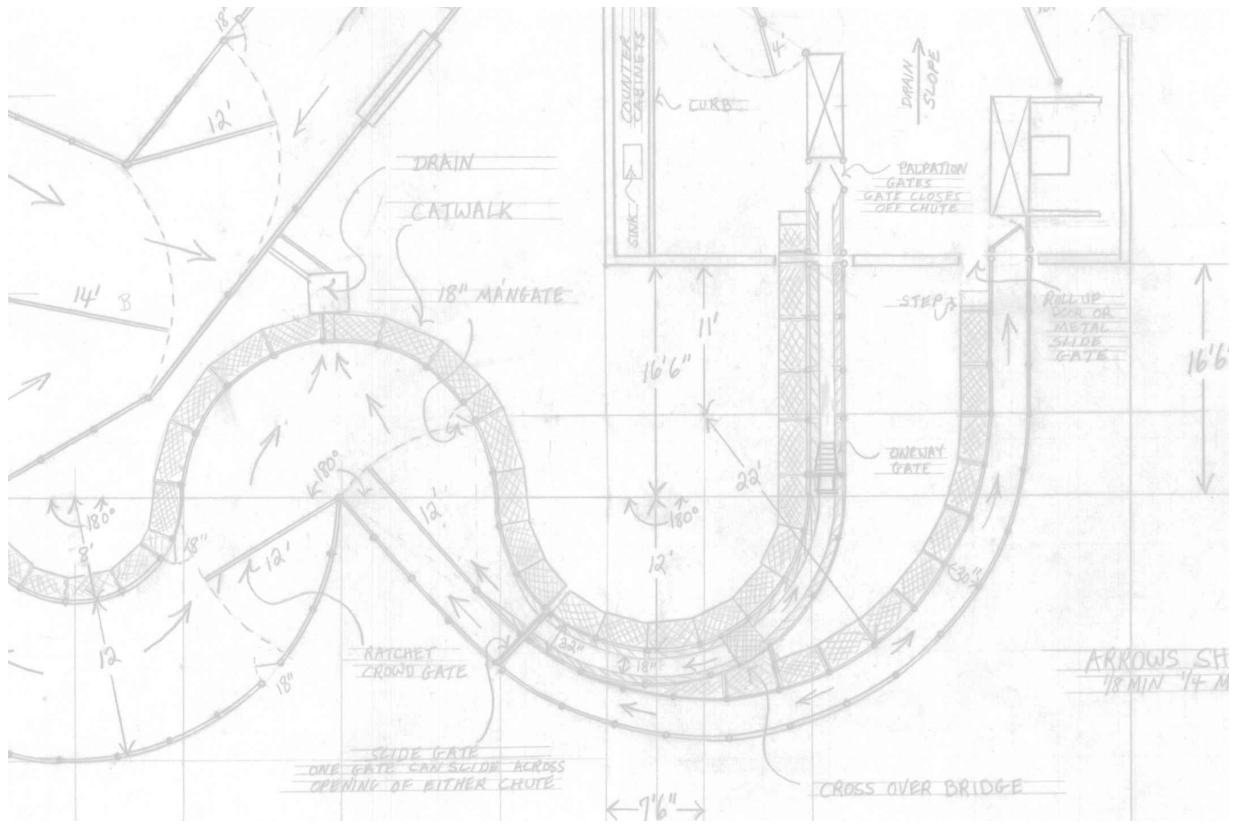 18"
4'
12'
COUNTER
CABINETS
CURB
DRAIN
SLOPE
DRAIN
CATWALK
SINK
PALPATION
GATES
GATE CLOSES
OFF CHUTE
14'
B
18" MANGATE
STEP
ROLL UP
DOOR OR
METAL
SLIDE
GATE
11'
16'6"
16'6
22'
ONEWAY
GATE
180°
12'
180°
8'
18"
12'
180°
12'
30"
22"
18"
12
18"
RATCHET
CROWD GATE
ARROWS SH
1/8 MIN 1/4 M
SLIDE GATE
ONE GATE CAN SLIDE ACROSS
OPENING OF EITHER CHUTE
CROSS OVER BRIDGE
7'6"